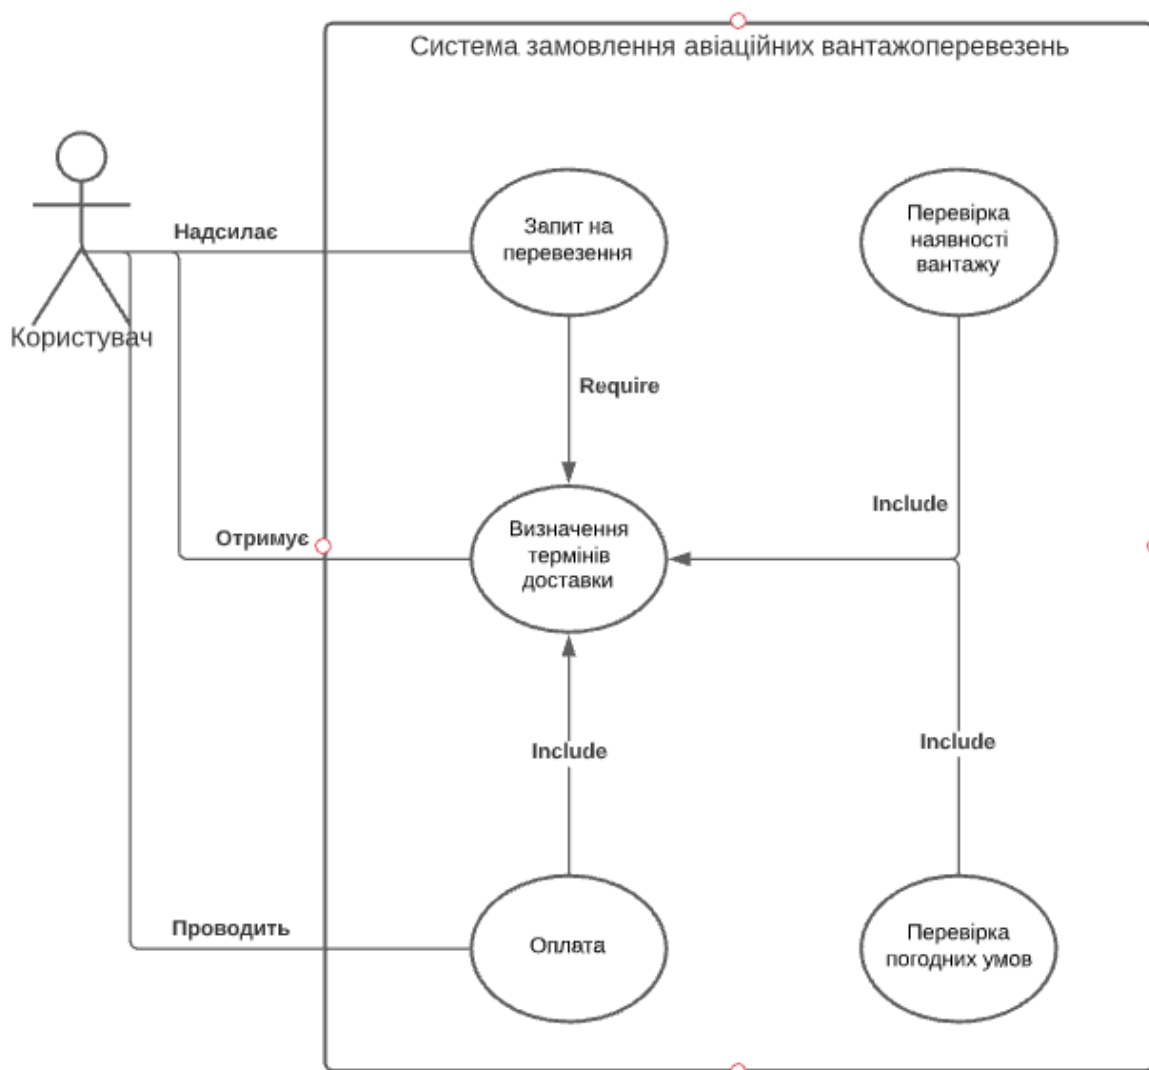 Система замовлення авіаційних вантажоперевезень
Надсилає
Запит на
перевезення
Перевірка
наявності
вантажу
Користувач
Require
Include
Отримує
Визначення
термінів
доставки
Include
Include
Проводить
Оплата
Перевірка
погодних умов